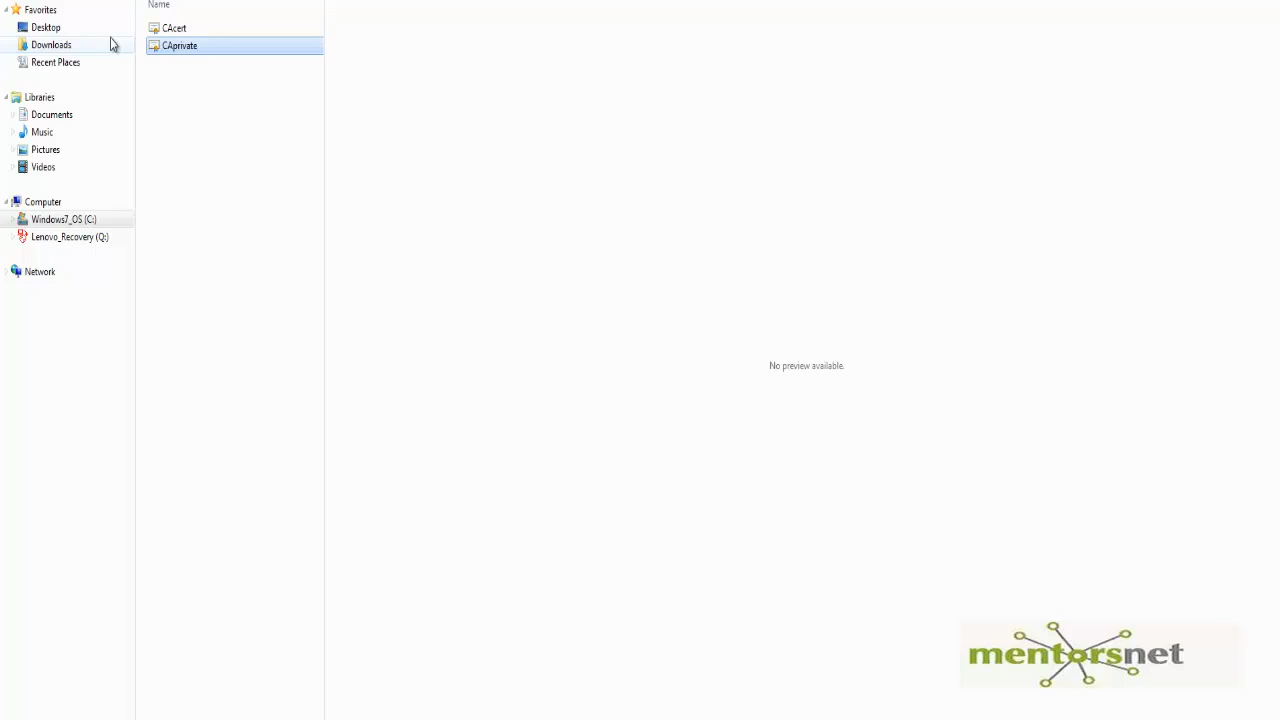 Favorites
Desktop
Downloads
Recent Places
Libraries
Documents
Music
Pictures
Videos
Computer
Windows7_OS (C:)
Lenovo_Recovery (Q:)
Network
Name
CAcert
CAprivate
No preview available.
mentorsnet